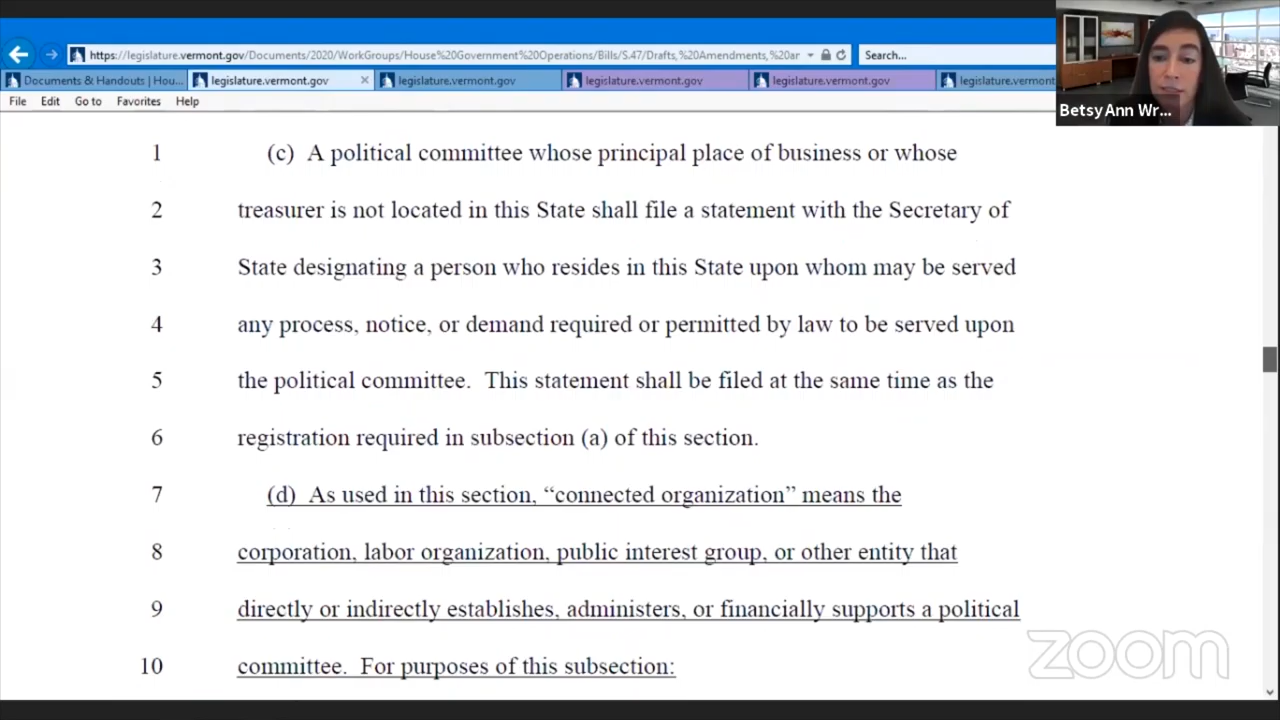 https://legislature.vermont.gov/Documents/2020/WorkGroups/House%20Government%20Operations/Bills/S.47/Drafts,%20Amendments,%20ar
Search...
Documents & Handouts | Hou...
legislature.vermont.gov
legislature.vermont.gov
legislature.vermont.gov
legislature.vermont.gov
legislature.vermont.gov
File Edit Go to Favorites Help
Betsy Ann Wr...
1 (c) A political committee whose principal place of business or whose
2 treasurer is not located in this State shall file a statement with the Secretary of
3 State designating a person who resides in this State upon whom may be served
4 any process, notice, or demand required or permitted by law to be served upon
5 the political committee. This statement shall be filed at the same time as the
6 registration required in subsection (a) of this section.
7 (d) As used in this section, “connected organization” means the
8 corporation, labor organization, public interest group, or other entity that
9 directly or indirectly establishes, administers, or financially supports a political
10 committee. For purposes of this subsection:
zoom